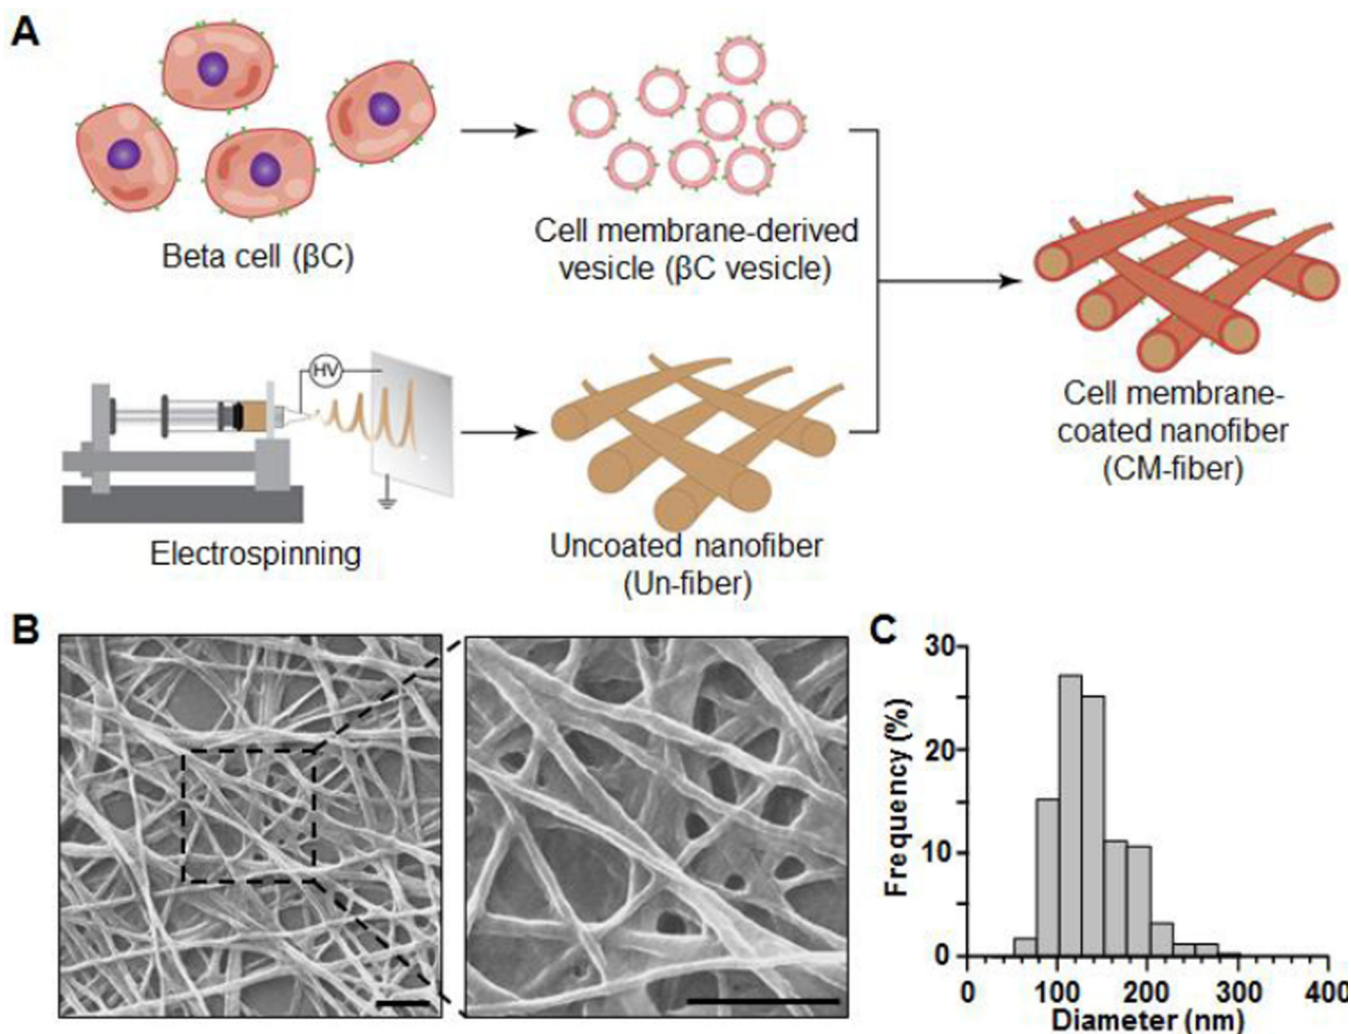 A
Beta cell (βC)
Cell membrane-derived
vesicle (βC vesicle)
HV
Electrospinning
Uncoated nanofiber
(Un-fiber)
Cell membrane-
coated nanofiber
(CM-fiber)
B
C
30
20
10
0
Frequency (%)
0 100 200 300 400
Diameter (nm)